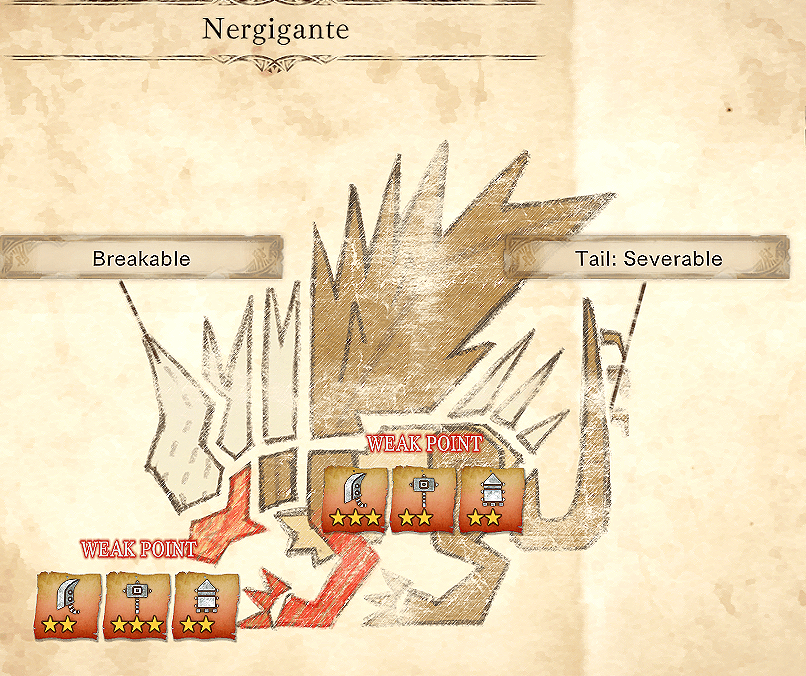 Nergigante
Breakable
Tail: Severable
WEAK POINT
WEAK POINT